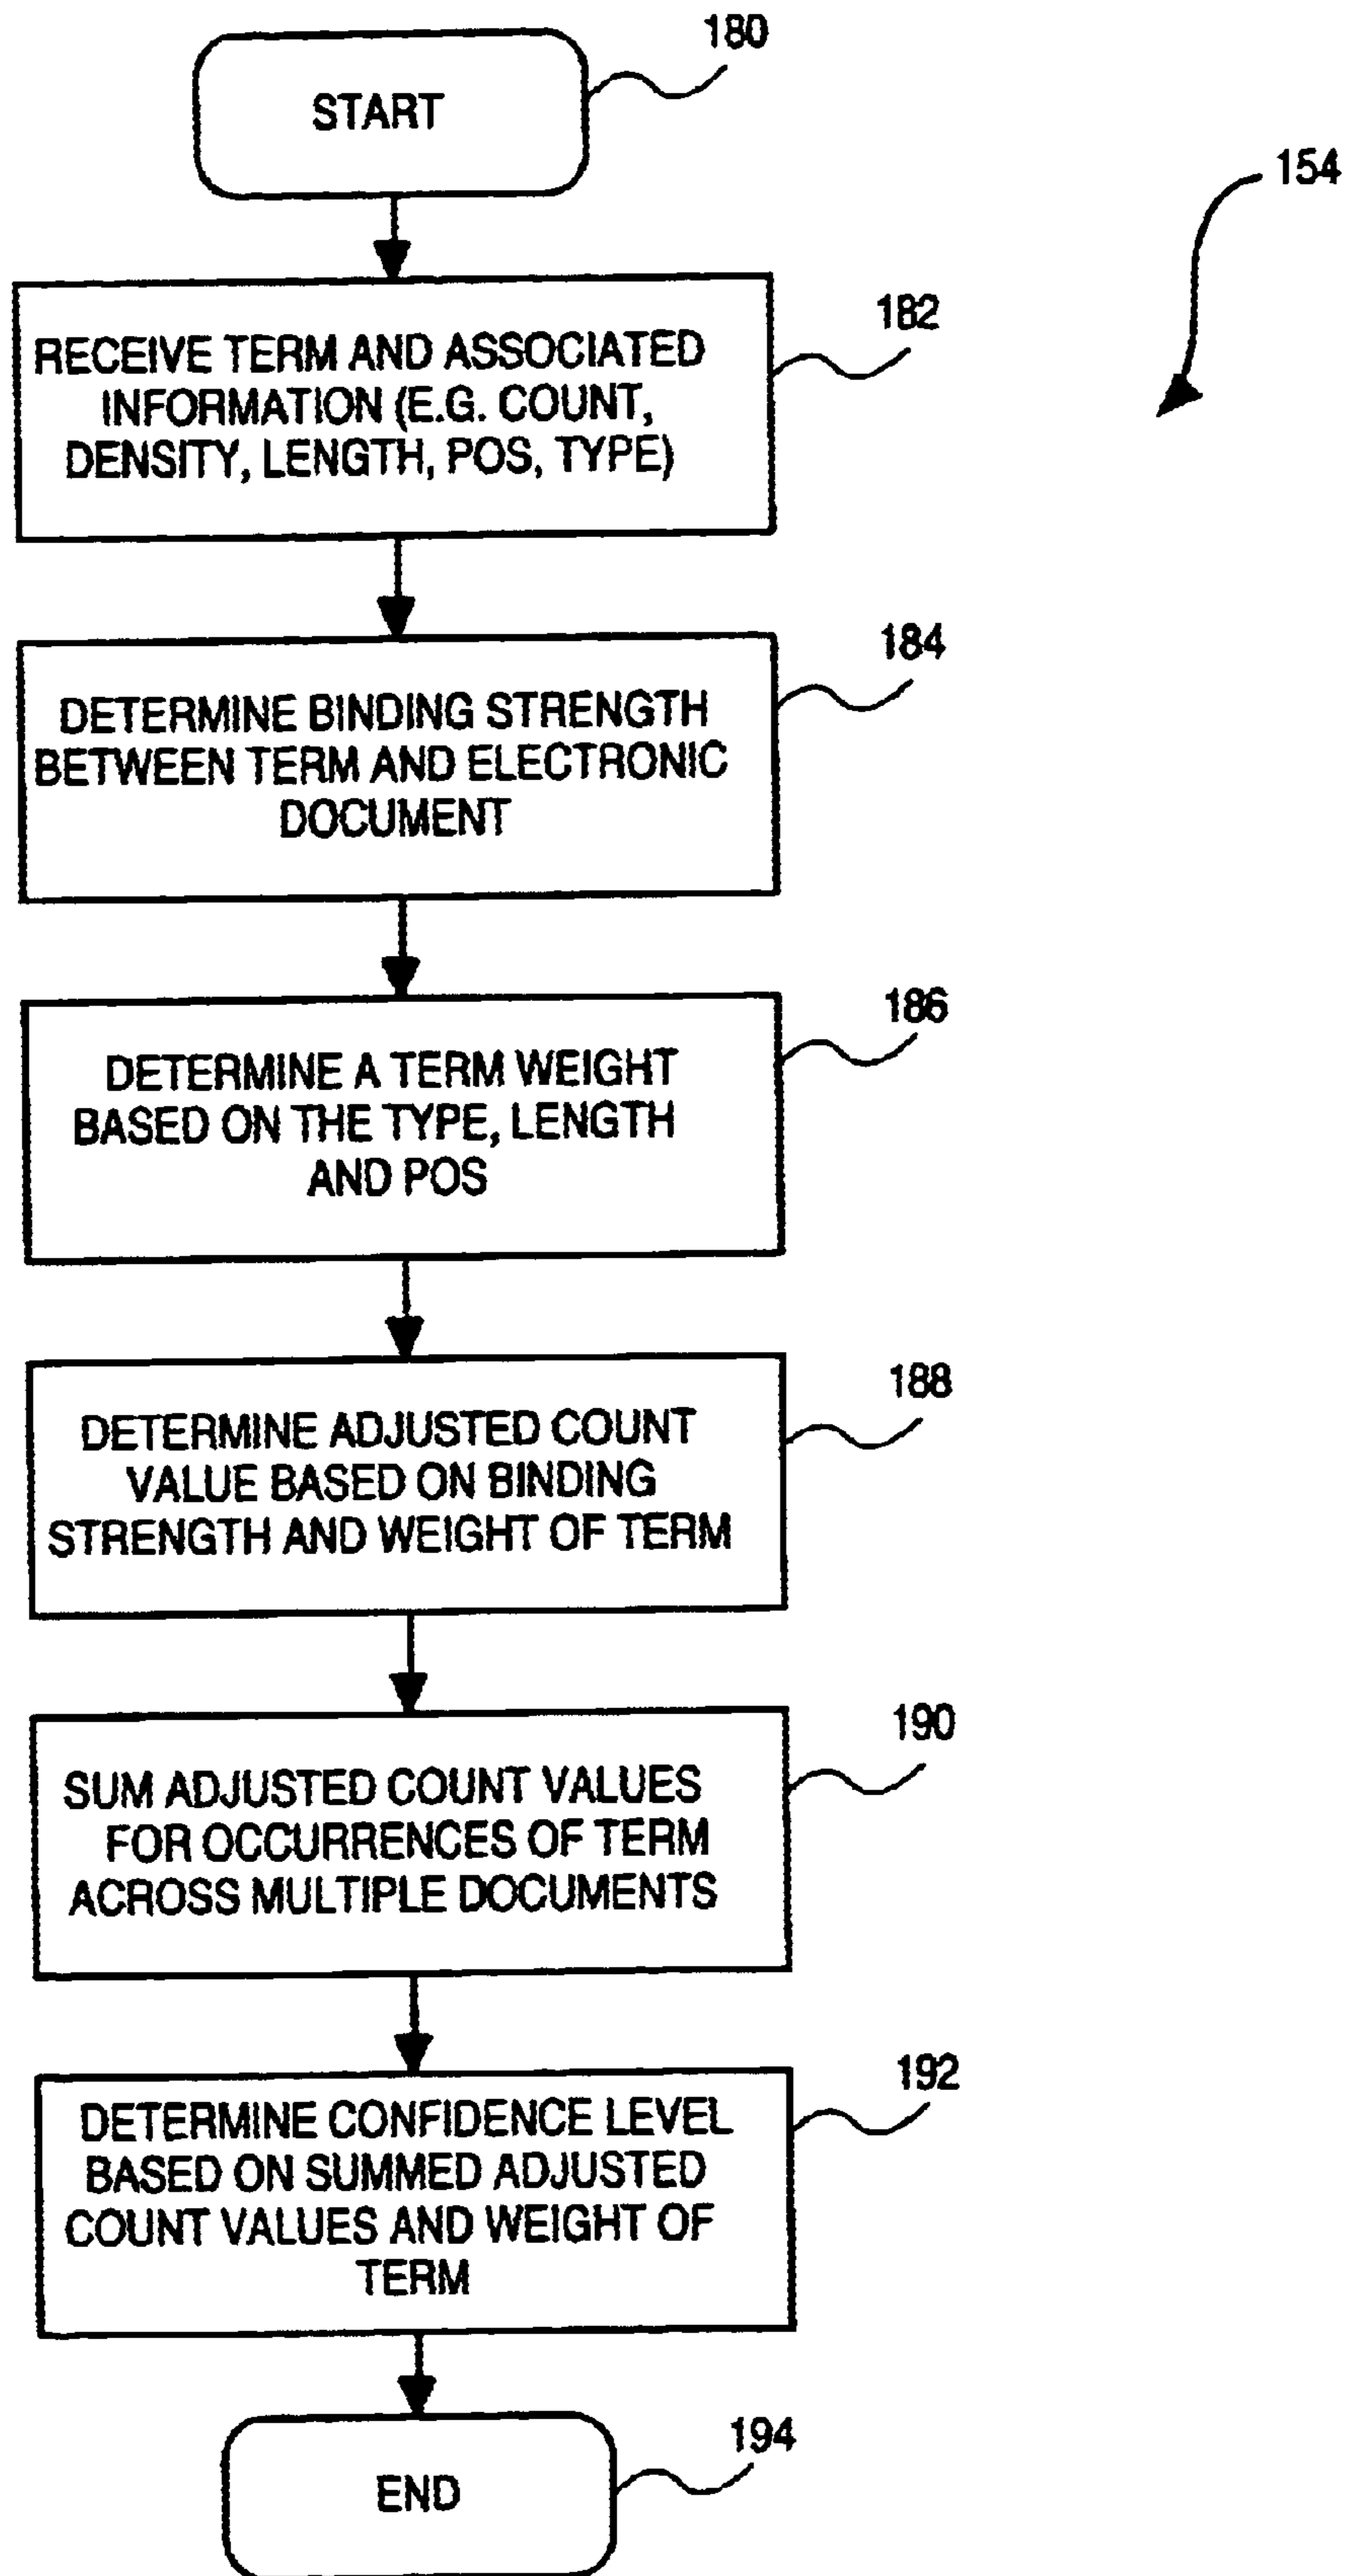 180
START
154
182
RECEIVE TERM AND ASSOCIATED
INFORMATION (E.G. COUNT,
DENSITY, LENGTH, POS, TYPE)
184
DETERMINE BINDING STRENGTH
BETWEEN TERM AND ELECTRONIC
DOCUMENT
186
DETERMINE A TERM WEIGHT
BASED ON THE TYPE, LENGTH
AND POS
188
DETERMINE ADJUSTED COUNT
VALUE BASED ON BINDING
STRENGTH AND WEIGHT OF TERM
190
SUM ADJUSTED COUNT VALUES
FOR OCCURRENCES OF TERM
ACROSS MULTIPLE DOCUMENTS
192
DETERMINE CONFIDENCE LEVEL
BASED ON SUMMED ADJUSTED
COUNT VALUES AND WEIGHT OF
TERM
194
END